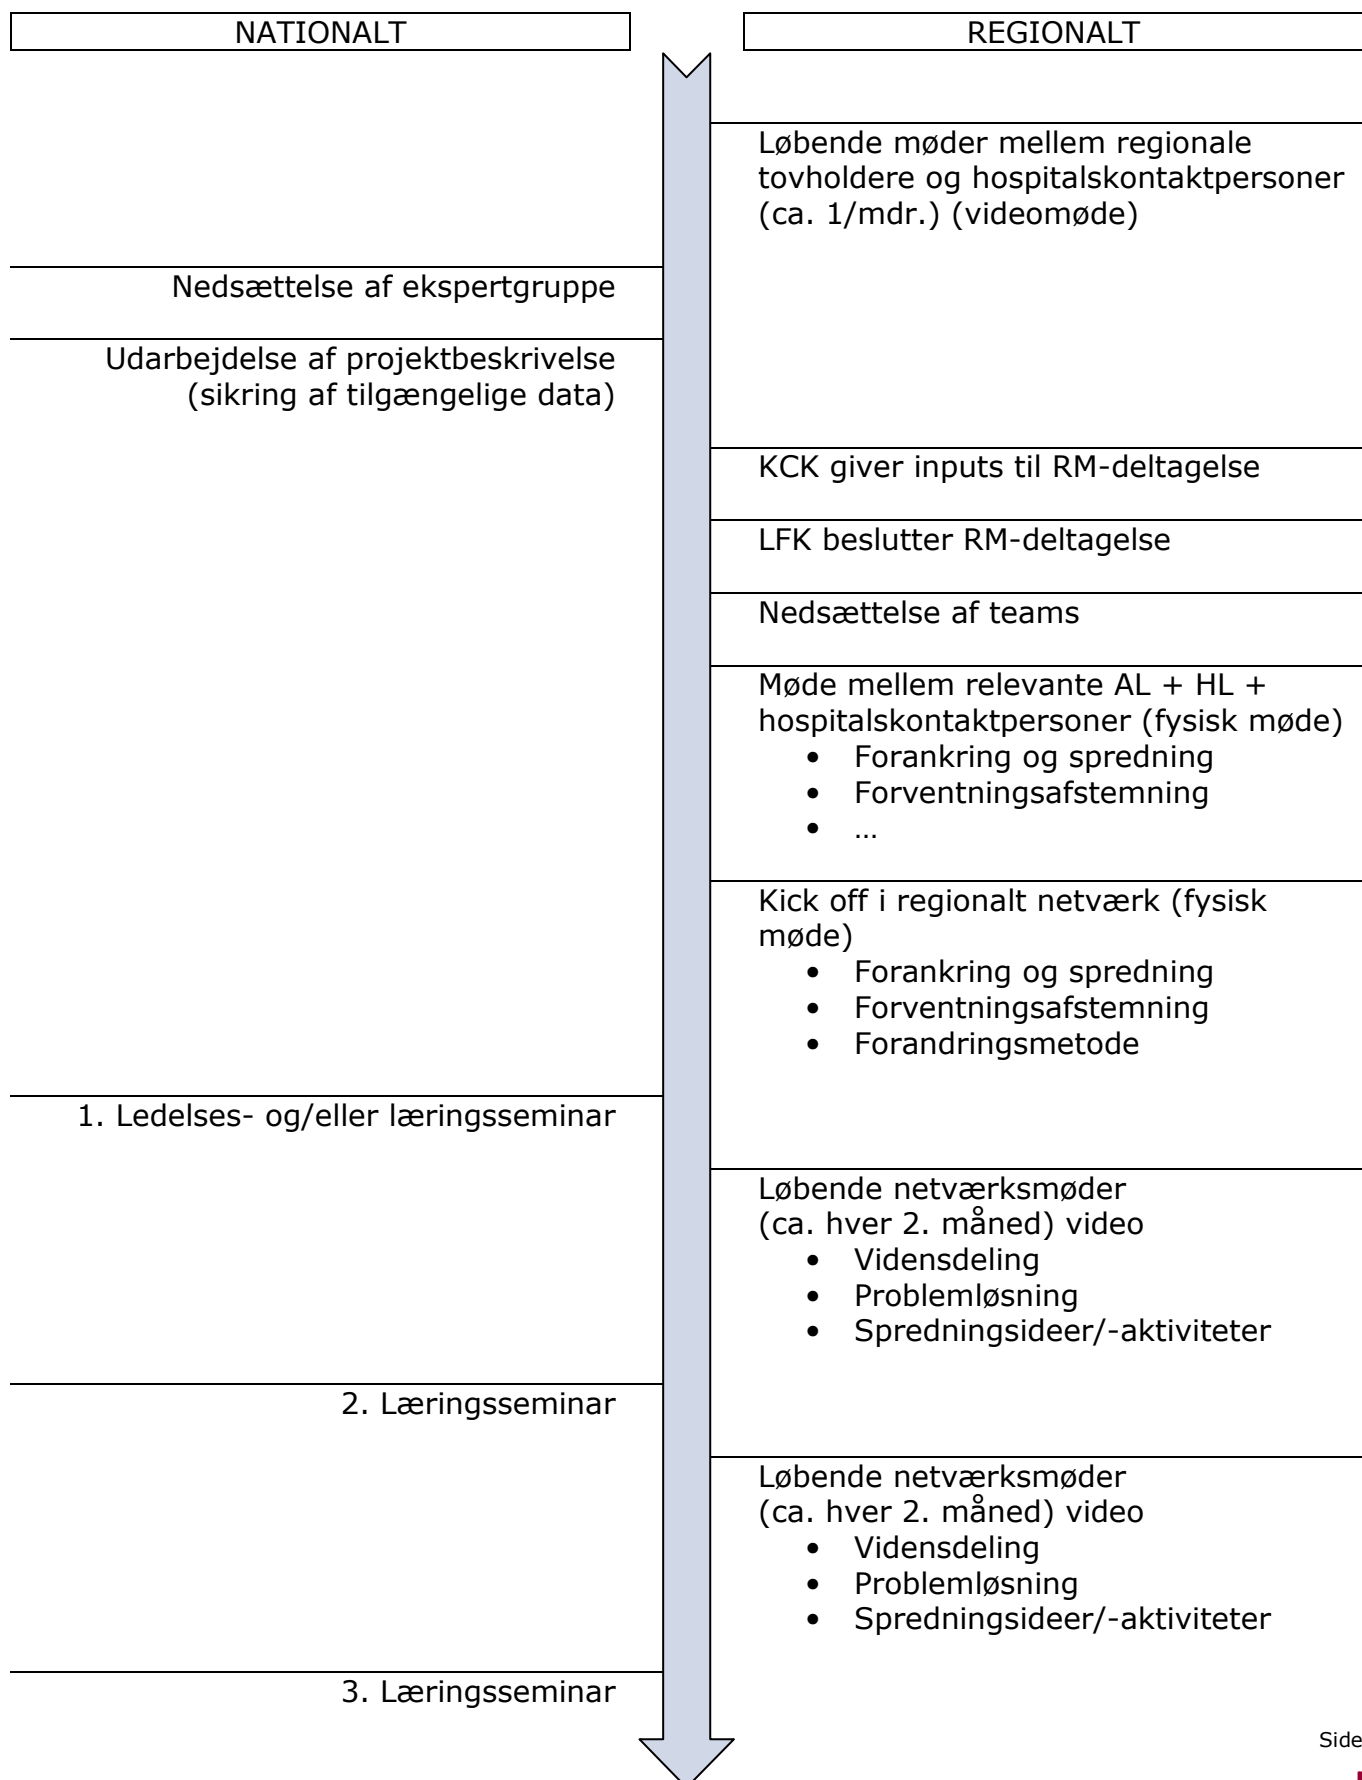 NATIONALT
REGIONALT
Løbende møder mellem regionale
tovholdere og hospitalskontaktpersoner
(ca. 1/mdr.) (videomøde)
Nedsættelse af ekspertgruppe
Udarbejdelse af projektbeskrivelse
(sikring af tilgængelige data)
KCK giver inputs til RM-deltagelse
LFK beslutter RM-deltagelse
Nedsættelse af teams
Møde mellem relevante AL + HL +
hospitalskontaktpersoner (fysisk møde)
• Forankring og spredning
• Forventningsafstemning
• …
Kick off i regionalt netværk (fysisk
møde)
• Forankring og spredning
• Forventningsafstemning
• Forandringsmetode
1. Ledelses- og/eller læringsseminar
Løbende netværksmøder
(ca. hver 2. måned) video
• Vidensdeling
• Problemløsning
• Spredningsideer/-aktiviteter
2. Læringsseminar
Løbende netværksmøder
(ca. hver 2. måned) video
• Vidensdeling
• Problemløsning
• Spredningsideer/-aktiviteter
3. Læringsseminar
Side